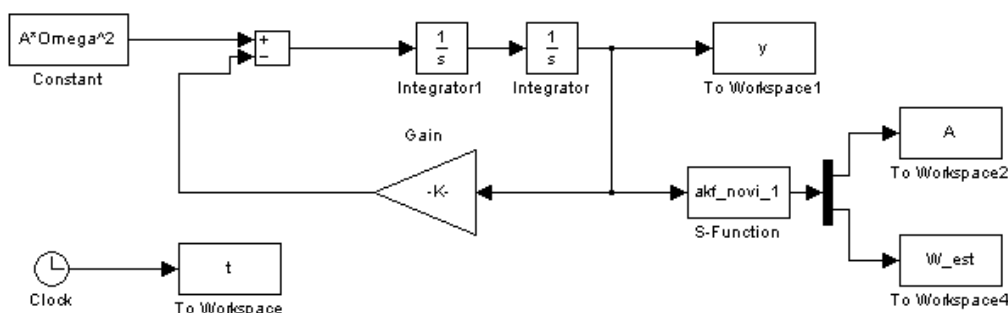 A*Omega^2
Constant
+
−
1
s
Integrator1
1
s
Integrator
y
To Workspace1
Gain
-K-
akf_novi_1
S-Function
A
To Workspace2
W_est
To Workspace4
Clock
t
To Workspace